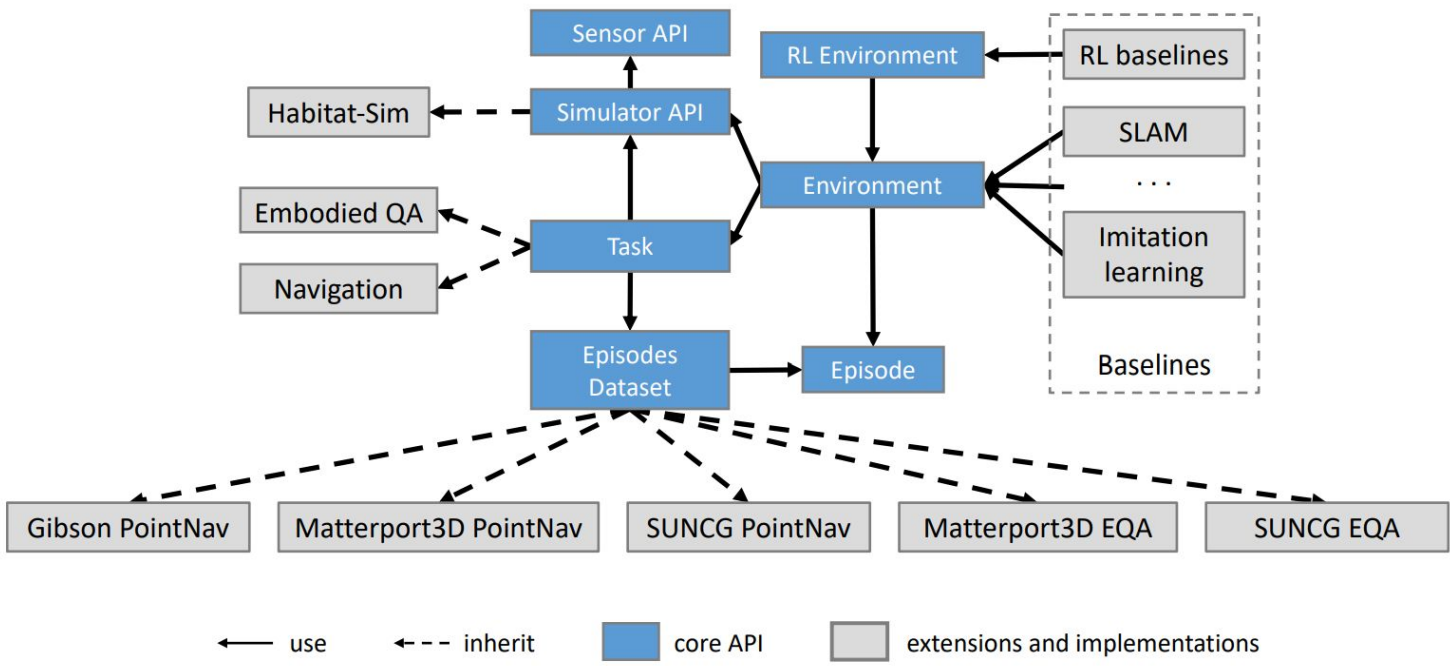 Sensor API
RL Environment
RL baselines
Habitat-Sim
Simulator API
SLAM
. . .
Environment
Embodied QA
Task
Imitation
learning
Navigation
Episodes
Dataset
Episode
Baselines
Gibson PointNav
Matterport3D PointNav
SUNCG PointNav
Matterport3D EQA
SUNCG EQA
use
inherit
core API
extensions and implementations